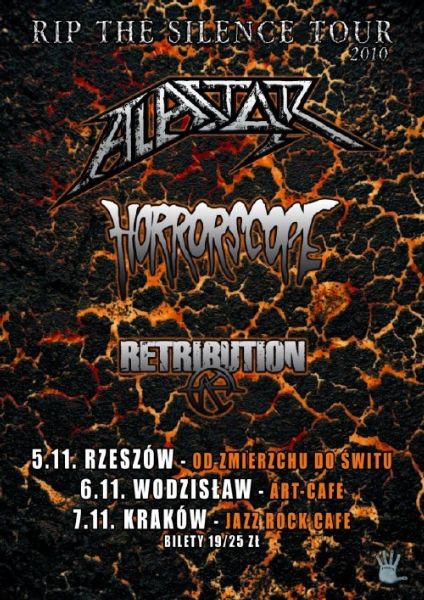 RIP THE SILENCE TOUR
2010
ALASTOR
HORRORSCOPE
RETRIBUTION
5.11. RZESZÓW - OD ZMIERZCHU DO ŚWITU
6.11. WODZISŁAW - ART-CAFE
7.11. KRAKÓW - JAZZ ROCK CAFE
BILETY 19/25 ZŁ